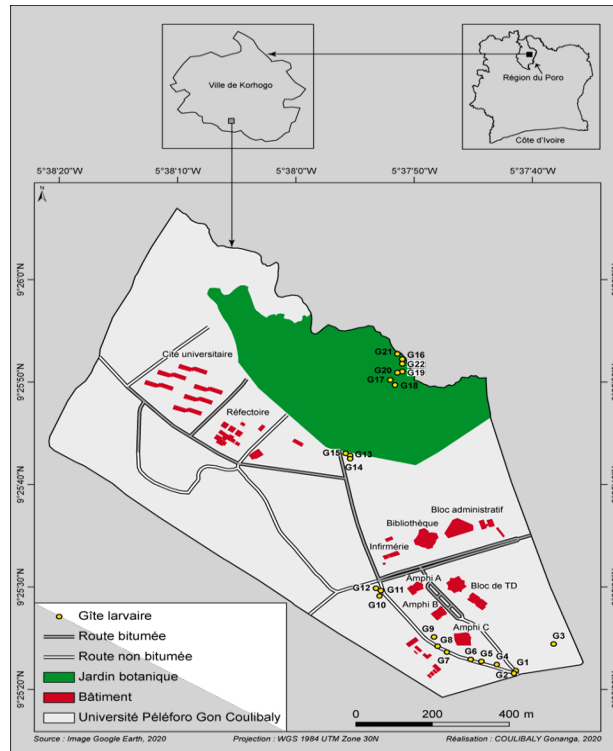 Ville de Korhogo
Région du Poro
Côte d'Ivoire
5°38'20"O 5°38'10"O 5°38'0"O 5°37'50"O 5°37'40"O
N
9°26'0"N
9°25'50"N
9°25'40"N
9°25'30"N
9°25'20"N
Cité universitaire
Réfectoire
G21 G16
G22
G20 G19
G17
G18
G15 G13
G14
Bloc administratif
Bibliothèque
Infirmérie
Amphi A
Bloc de TD
Amphi B
Amphi C
G12 G11
G10
G9
G8
G7
G6 G5 G4
G3
G1
G2
Gîte larvaire
Route bitumée
Route non bitumée
Jardin botanique
Bâtiment
Université Péléforo Gon Coulibaly
0 200 400 m
Source : Image Google Earth, 2020 Projection : WGS 1984 UTM Zone 30N Réalisation : COULIBALY Gonanga, 2020